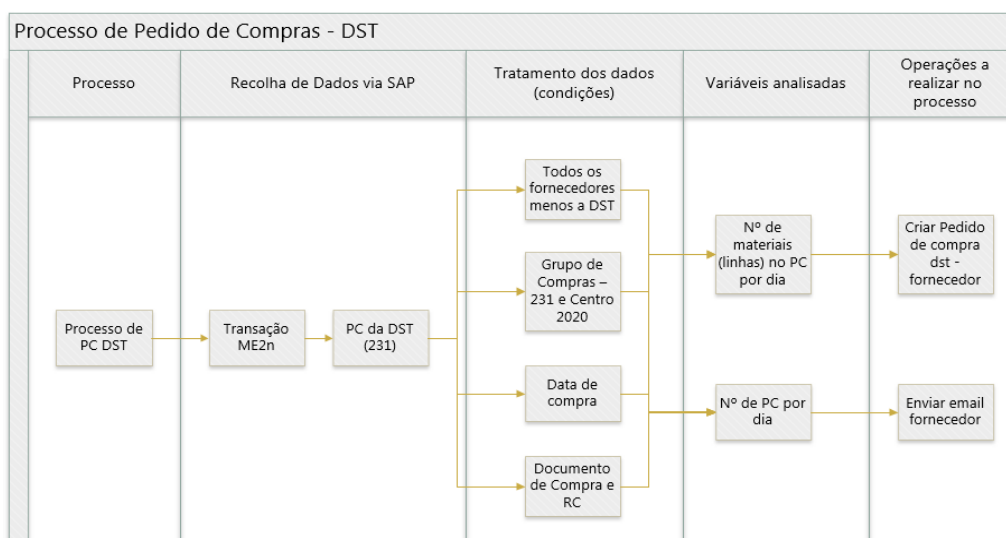 Processo de Pedido de Compras - DST
Processo
Recolha de Dados via SAP
Tratamento dos dados
(condições)
Variáveis analisadas
Operações a
realizar no
processo
Processo de
PC DST
Transação
ME2n
PC da DST
(231)
Todos os
fornecedores
menos a DST
Grupo de
Compras –
231 e Centro
2020
Data de
compra
Documento
de Compra e
RC
Nº de
materiais
(linhas) no PC
por dia
Nº de PC por
dia
Criar Pedido
de compra
dst -
fornecedor
Enviar email
fornecedor